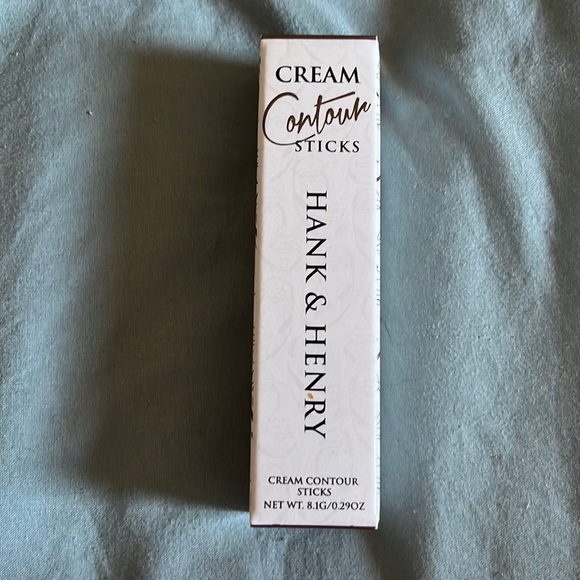 CREAM
Contour
STICKS
HANK & HENRY
CREAM CONTOUR
STICKS
NET WT. 8.1G/0.29OZ